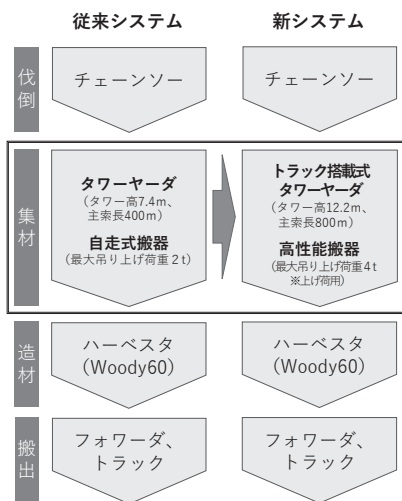 従来システム
新システム
伐倒
チェーンソー
チェーンソー
集材
タワーヤーダ
（タワー高7.4m、
主索長400m）
自走式搬器
（最大吊り上げ荷重２t）
トラック搭載式
タワーヤーダ
（タワー高12.2m、
主索長800m）
高性能搬器
（最大吊り上げ荷重4t
※上げ荷用）
造材
ハーベスタ
(Woody60)
ハーベスタ
(Woody60)
搬出
フォワーダ、
トラック
フォワーダ、
トラック